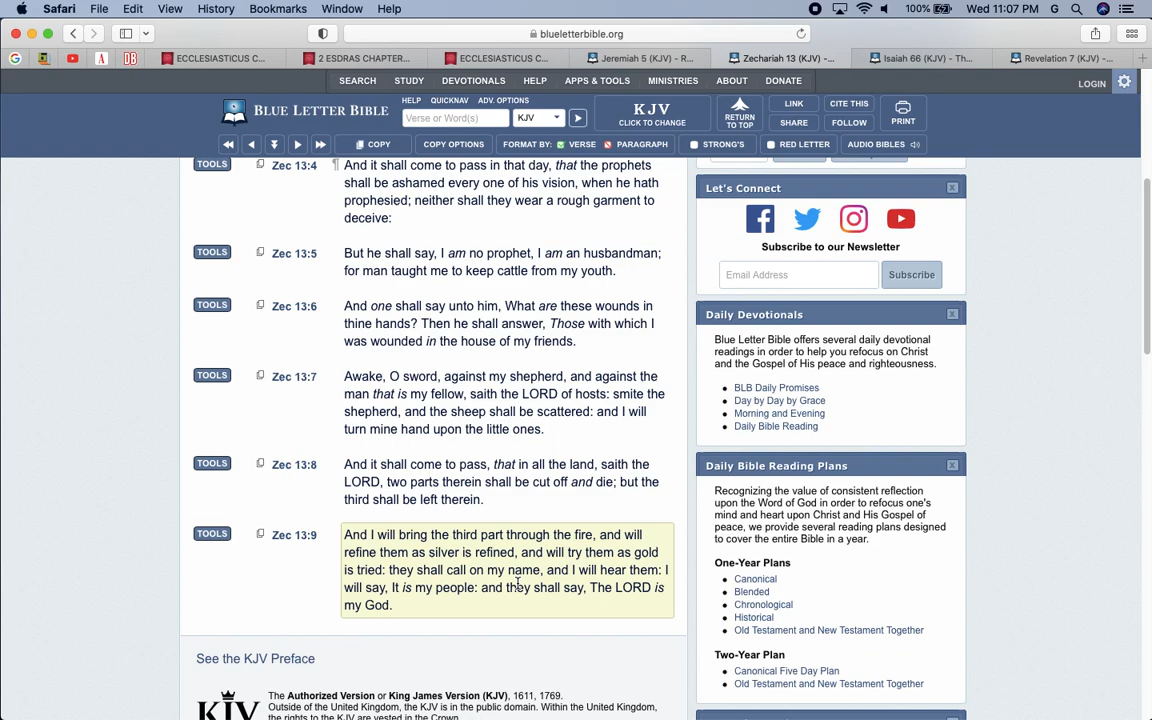 Safari File Edit View History Bookmarks Window Help
100% Wed 11:07 PM G
blueletterbible.org
ECCLESIASTICUS C...
2 ESDRAS CHAPTER...
ECCLESIASTICUS C...
Jeremiah 5 (KJV) - R...
Zechariah 13 (KJV) -...
Isaiah 66 (KJV) - Th...
Revelation 7 (KJV) -...
SEARCH STUDY DEVOTIONALS HELP APPS & TOOLS MINISTRIES ABOUT DONATE
LOGIN
BLUE LETTER BIBLE
HELP QUICKNAV ADV. OPTIONS
Verse or Word(s) KJV
KJV
CLICK TO CHANGE
RETURN
TO TOP
LINK CITE THIS
SHARE FOLLOW
PRINT
COPY COPY OPTIONS FORMAT BY: VERSE PARAGRAPH STRONG'S RED LETTER AUDIO BIBLES
TOOLS Zec 13:4 ¶ And it shall come to pass in that day, that the prophets
shall be ashamed every one of his vision, when he hath
prophesied; neither shall they wear a rough garment to
deceive:
TOOLS Zec 13:5 But he shall say, I am no prophet, I am an husbandman;
for man taught me to keep cattle from my youth.
TOOLS Zec 13:6 And one shall say unto him, What are these wounds in
thine hands? Then he shall answer, Those with which I
was wounded in the house of my friends.
TOOLS Zec 13:7 Awake, O sword, against my shepherd, and against the
man that is my fellow, saith the LORD of hosts: smite the
shepherd, and the sheep shall be scattered: and I will
turn mine hand upon the little ones.
TOOLS Zec 13:8 And it shall come to pass, that in all the land, saith the
LORD, two parts therein shall be cut off and die; but the
third shall be left therein.
TOOLS Zec 13:9 And I will bring the third part through the fire, and will
refine them as silver is refined, and will try them as gold
is tried: they shall call on my name, and I will hear them: I
will say, It is my people: and they shall say, The LORD is
my God.
See the KJV Preface
KJV
The Authorized Version or King James Version (KJV), 1611, 1769.
Outside of the United Kingdom, the KJV is in the public domain. Within the United Kingdom,
the rights to the KJV are vested in the Crown.
Let's Connect
Subscribe to our Newsletter
Email Address Subscribe
Daily Devotionals
Blue Letter Bible offers several daily devotional
readings in order to help you refocus on Christ
and the Gospel of His peace and righteousness.
BLB Daily Promises
Day by Day by Grace
Morning and Evening
Daily Bible Reading
Daily Bible Reading Plans
Recognizing the value of consistent reflection
upon the Word of God in order to refocus one's
mind and heart upon Christ and His Gospel of
peace, we provide several reading plans designed
to cover the entire Bible in a year.
One-Year Plans
Canonical
Blended
Chronological
Historical
Old Testament and New Testament Together
Two-Year Plan
Canonical Five Day Plan
Old Testament and New Testament Together